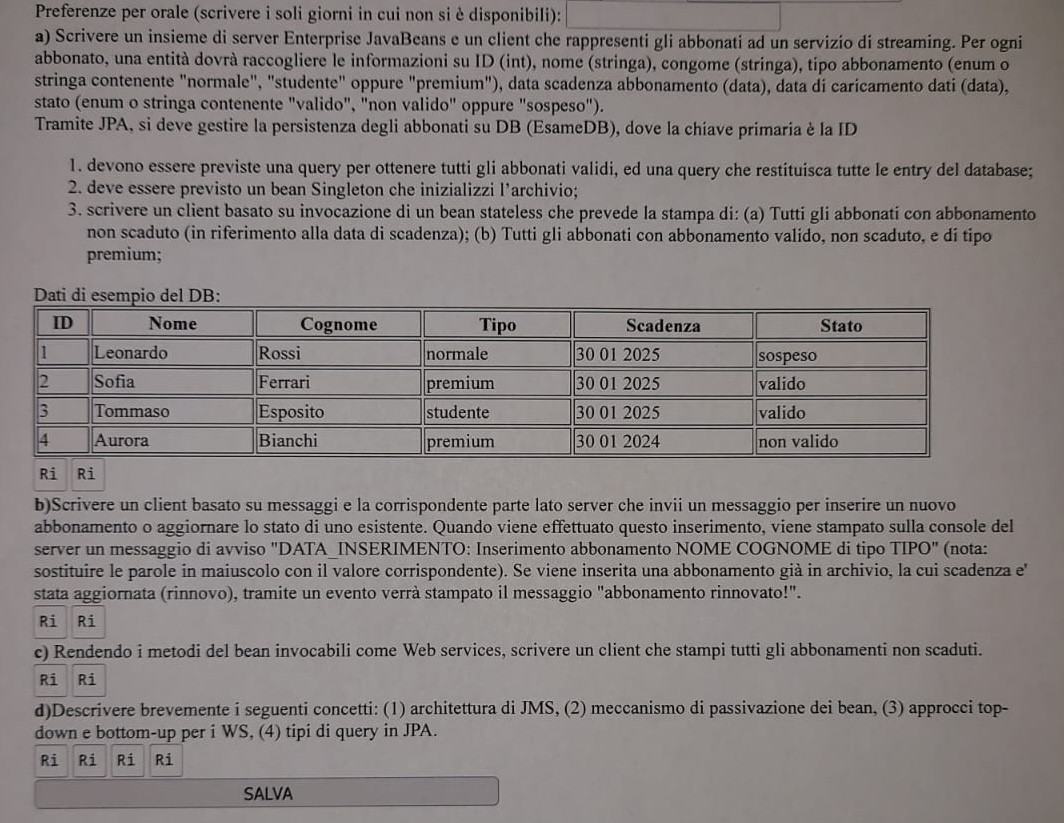 Preferenze per orale (scrivere i soli giorni in cui non si è disponibili):
a) Scrivere un insieme di server Enterprise JavaBeans e un client che rappresenti gli abbonati ad un servizio di streaming. Per ogni
abbonato, una entità dovrà raccogliere le informazioni su ID (int), nome (stringa), congome (stringa), tipo abbonamento (enum o
stringa contenente "normale", "studente" oppure "premium"), data scadenza abbonamento (data), data di caricamento dati (data),
stato (enum o stringa contenente "valido", "non valido" oppure "sospeso").
Tramite JPA, si deve gestire la persistenza degli abbonati su DB (EsameDB), dove la chiave primaria è la ID
1. devono essere previste una query per ottenere tutti gli abbonati validi, ed una query che restituisca tutte le entry del database;
2. deve essere previsto un bean Singleton che inizializzi l'archivio;
3. scrivere un client basato su invocazione di un bean stateless che prevede la stampa di: (a) Tutti gli abbonati con abbonamento
non scaduto (in riferimento alla data di scadenza); (b) Tutti gli abbonati con abbonamento valido, non scaduto, e di tipo
premium;
Dati di esempio del DB:
ID Nome Cognome Tipo Scadenza Stato
1 Leonardo Rossi normale 30 01 2025 sospeso
2 Sofia Ferrari premium 30 01 2025 valido
3 Tommaso Esposito studente 30 01 2025 valido
4 Aurora Bianchi premium 30 01 2024 non valido
Ri Ri
b)Scrivere un client basato su messaggi e la corrispondente parte lato server che invii un messaggio per inserire un nuovo
abbonamento o aggiornare lo stato di uno esistente. Quando viene effettuato questo inserimento, viene stampato sulla console del
server un messaggio di avviso "DATA_INSERIMENTO: Inserimento abbonamento NOME COGNOME di tipo TIPO" (nota:
sostituire le parole in maiuscolo con il valore corrispondente). Se viene inserita una abbonamento già in archivio, la cui scadenza e'
stata aggiornata (rinnovo), tramite un evento verrà stampato il messaggio "abbonamento rinnovato!".
Ri Ri
c) Rendendo i metodi del bean invocabili come Web services, scrivere un client che stampi tutti gli abbonamenti non scaduti.
Ri Ri
d)Descrivere brevemente i seguenti concetti: (1) architettura di JMS, (2) meccanismo di passivazione dei bean, (3) approcci top-
down e bottom-up per i WS, (4) tipi di query in JPA.
Ri Ri Ri Ri
SALVA